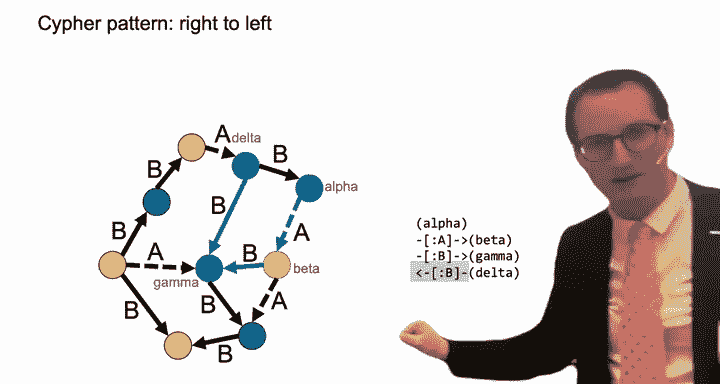 Cypher pattern: right to left
A
delta
B
B
B
alpha
B
A
A
B
beta
gamma
B
A
B
B
(alpha)
-[:A]->(beta)
-[:B]->(gamma)
<-[:B]-(delta)